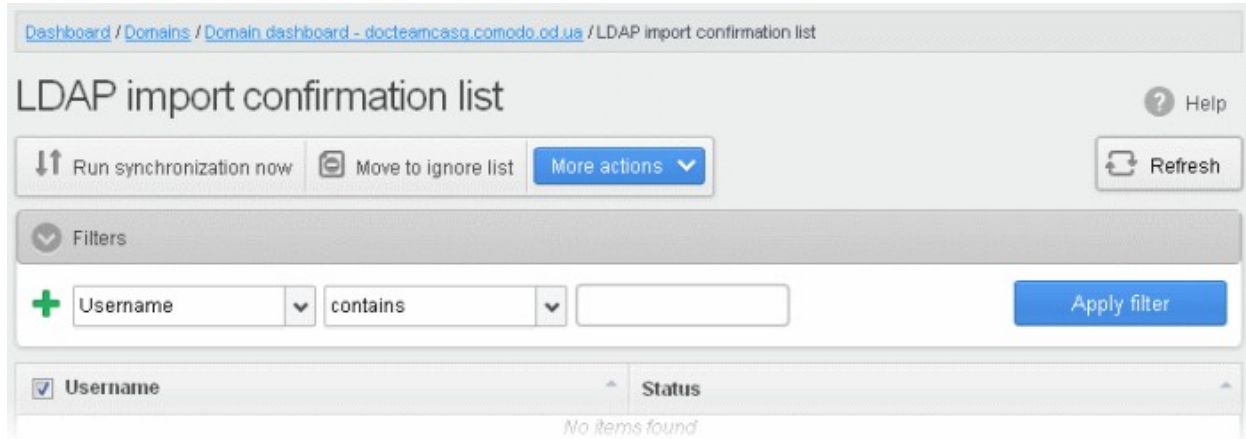 Dashboard / Domains / Domain dashboard - docteamcasg.comodo.od.ua / LDAP import confirmation list
LDAP import confirmation list
Help
Run synchronization now Move to ignore list More actions
Refresh
Filters
Username contains
Apply filter
Username Status
No items found